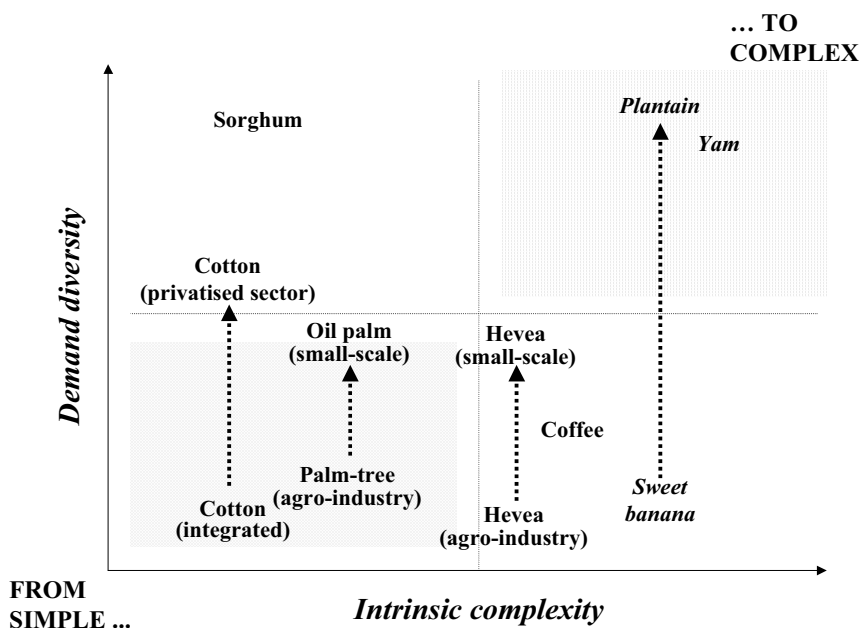 … TO
COMPLEX
Sorghum
Plantain
Yam
Demand diversity
Cotton
(privatised sector)
Oil palm
(small-scale)
Hevea
(small-scale)
Coffee
Palm-tree
(agro-industry)
Cotton
(integrated)
Hevea
(agro-industry)
Sweet
banana
FROM
SIMPLE ...
Intrinsic complexity